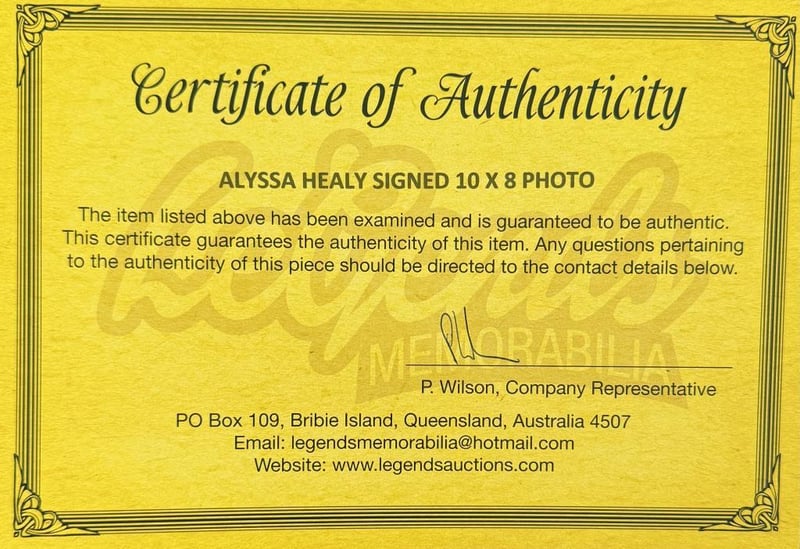 Certificate of Authenticity
ALYSSA HEALY SIGNED 10 X 8 PHOTO
The item listed above has been examined and is guaranteed to be authentic.
This certificate guarantees the authenticity of this item. Any questions pertaining
to the authenticity of this piece should be directed to the contact details below.
Legends
MEMORABILIA
P. Wilson, Company Representative
PO Box 109, Bribie Island, Queensland, Australia 4507
Email: legendsmemorabilia@hotmail.com
Website: www.legendsauctions.com